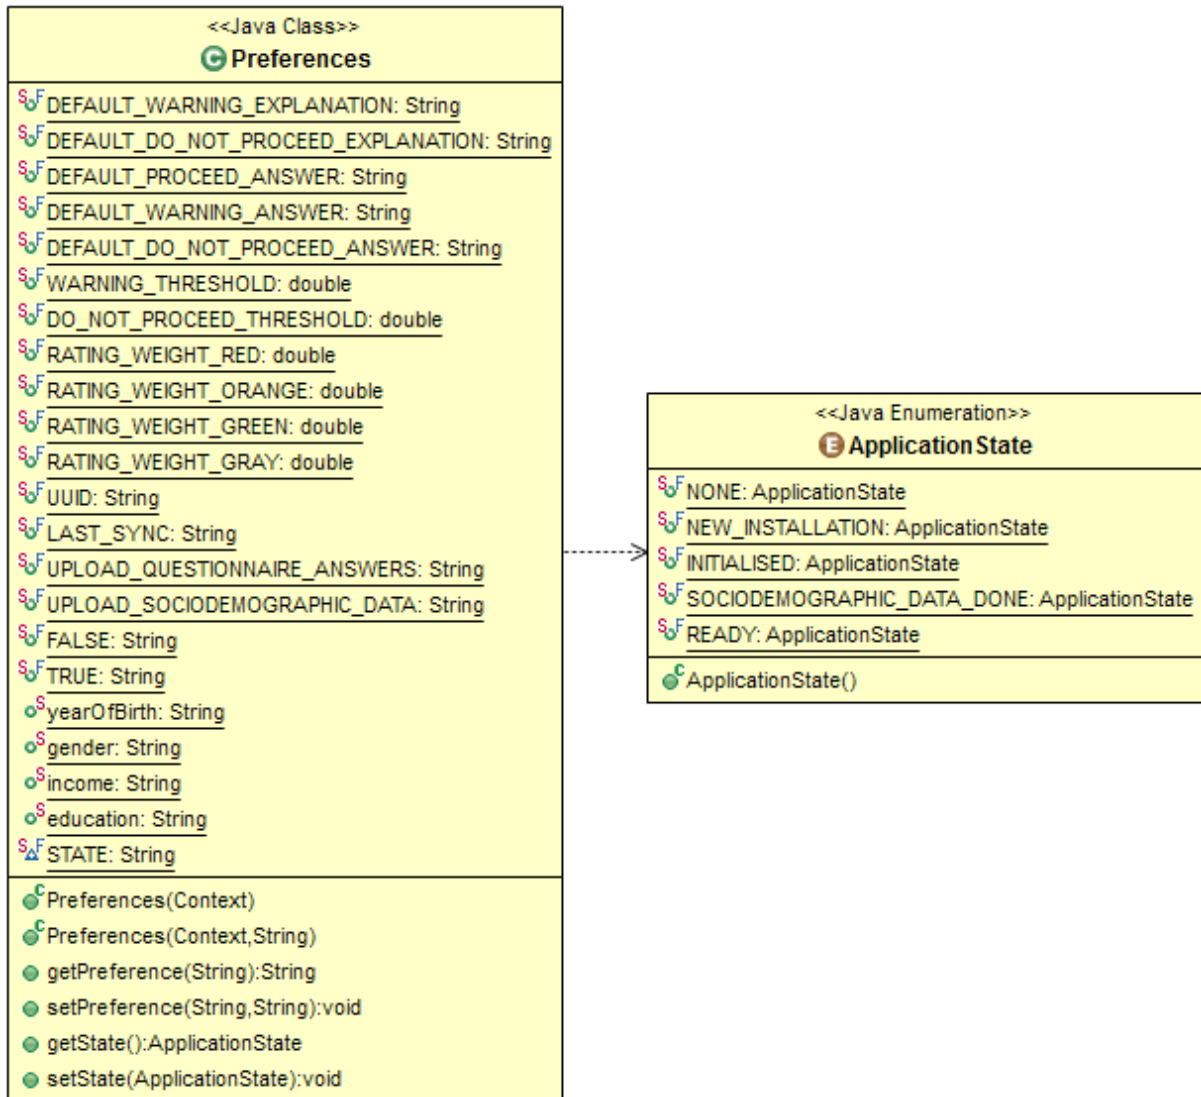 <<Java Class>>
Preferences
DEFAULT_WARNING_EXPLANATION: String
DEFAULT_DO_NOT_PROCEED_EXPLANATION: String
DEFAULT_PROCEED_ANSWER: String
DEFAULT_WARNING_ANSWER: String
DEFAULT_DO_NOT_PROCEED_ANSWER: String
WARNING_THRESHOLD: double
DO_NOT_PROCEED_THRESHOLD: double
RATING_WEIGHT_RED: double
RATING_WEIGHT_ORANGE: double
RATING_WEIGHT_GREEN: double
RATING_WEIGHT_GRAY: double
UUID: String
LAST_SYNC: String
UPLOAD_QUESTIONNAIRE_ANSWERS: String
UPLOAD_SOCIODEMOGRAPHIC_DATA: String
FALSE: String
TRUE: String
yearOfBirth: String
gender: String
income: String
education: String
STATE: String
Preferences(Context)
Preferences(Context,String)
getPreference(String):String
setPreference(String,String):void
getState():ApplicationState
setState(ApplicationState):void
<<Java Enumeration>>
ApplicationState
NONE: ApplicationState
NEW_INSTALLATION: ApplicationState
INITIALISED: ApplicationState
SOCIODEMOGRAPHIC_DATA_DONE: ApplicationState
READY: ApplicationState
ApplicationState()